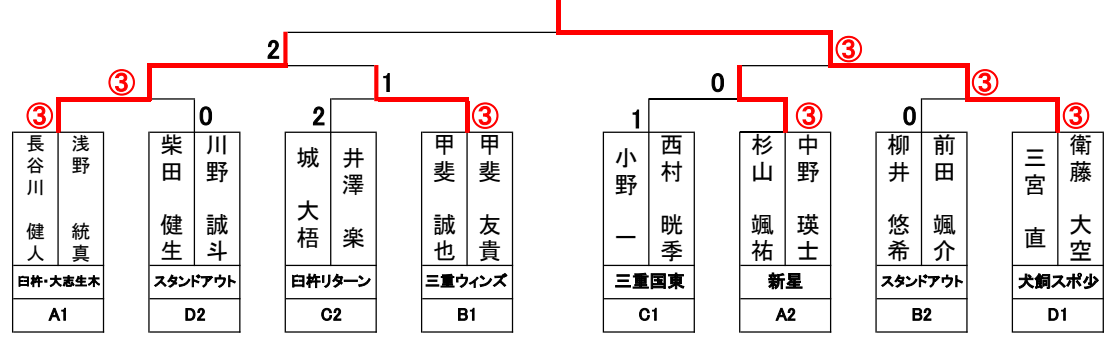 2 ③
③ 1 0 ③
③ 0 2 ③ 1 ③ 0 ③
長谷川 健人 浅野 統真 柴田 健生 川野 誠斗 城 大梧 井澤 楽 甲斐 誠也 甲斐 友貴 小野 一 西村 晄季 杉山 颯祐 中野 瑛士 柳井 悠希 前田 颯介 三宮 直 衛藤 大空
臼杵・大志生木 スタンドアウト 臼杵リターン 三重ウィンズ 三重国東 新星 スタンドアウト 犬飼スポ少
A1 D2 C2 B1 C1 A2 B2 D1